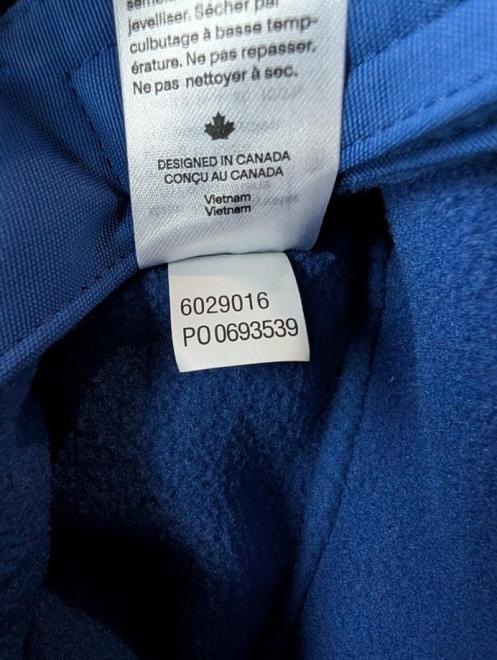 jevelliser. Sécher par
culbutage à basse temp-
érature. Ne pas repasser.
Ne pas nettoyer à sec.
DESIGNED IN CANADA
CONÇU AU CANADA
Vietnam
Vietnam
6029016
PO 0693539